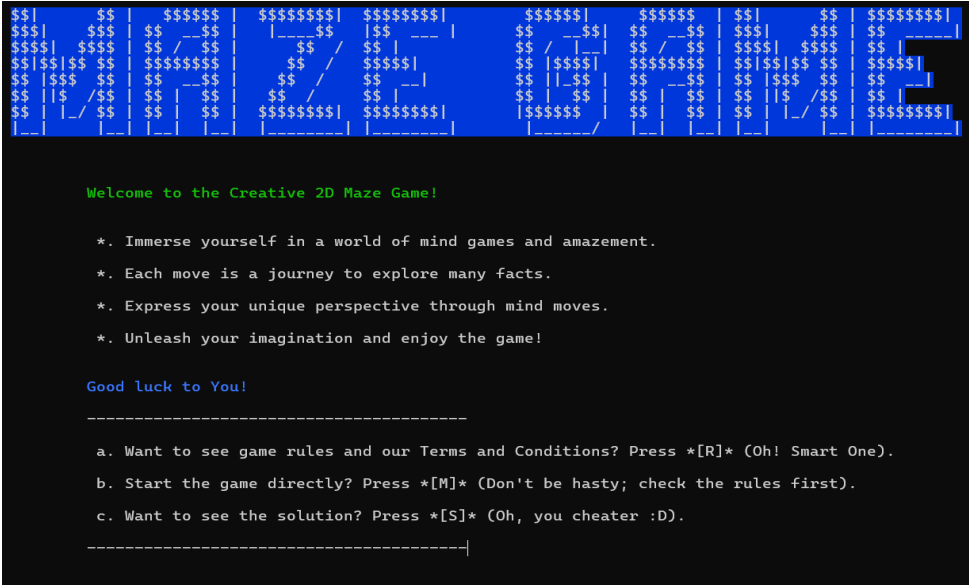 MAZE GAME
Welcome to the Creative 2D Maze Game!
*. Immerse yourself in a world of mind games and amazement.
*. Each move is a journey to explore many facts.
*. Express your unique perspective through mind moves.
*. Unleash your imagination and enjoy the game!
Good luck to You!
a. Want to see game rules and our Terms and Conditions? Press *[R]* (Oh! Smart One).
b. Start the game directly? Press *[M]* (Don't be hasty; check the rules first).
c. Want to see the solution? Press *[S]* (Oh, you cheater :D).